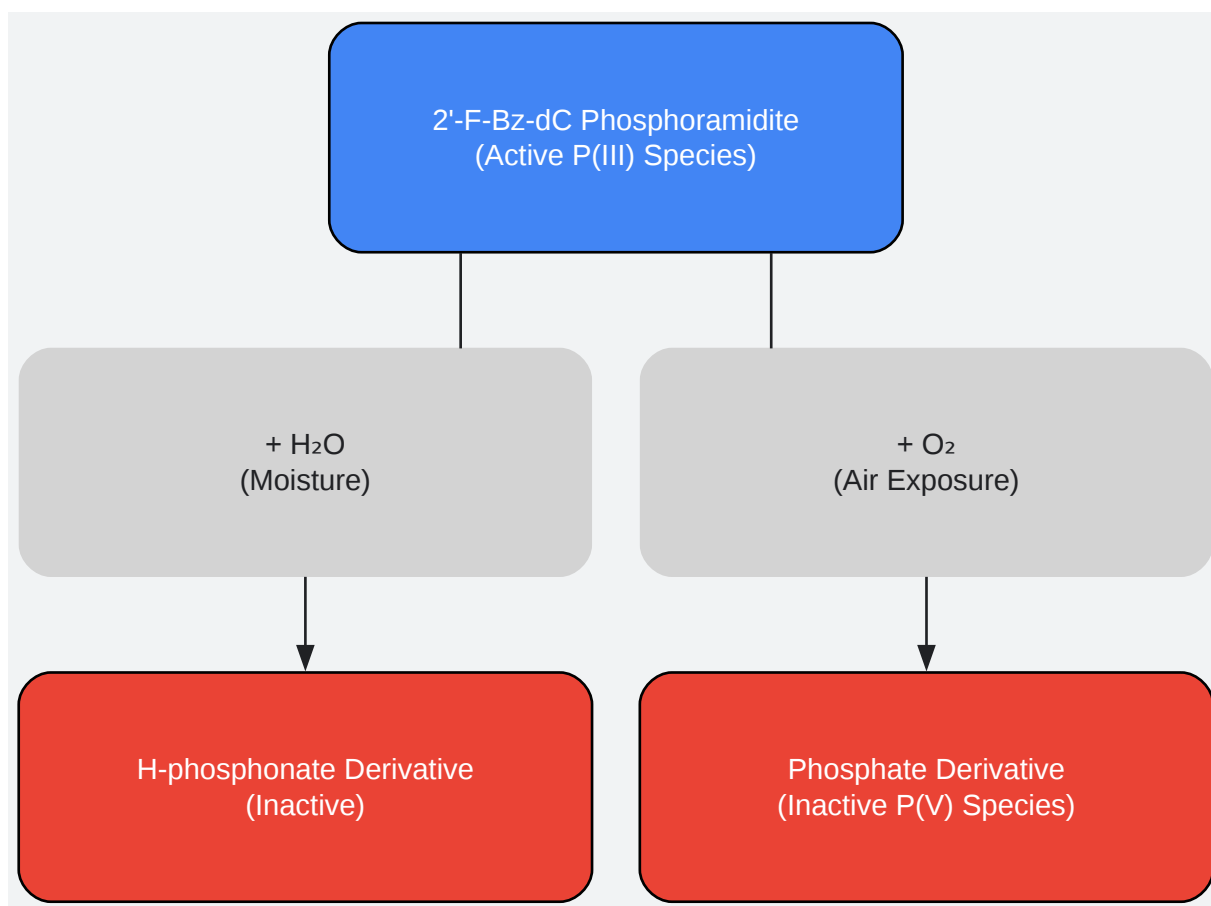 2'-F-Bz-dC Phosphoramidite
(Active P(III) Species)
+ H₂O
(Moisture)
+ O₂
(Air Exposure)
H-phosphonate Derivative
(Inactive)
Phosphate Derivative
(Inactive P(V) Species)